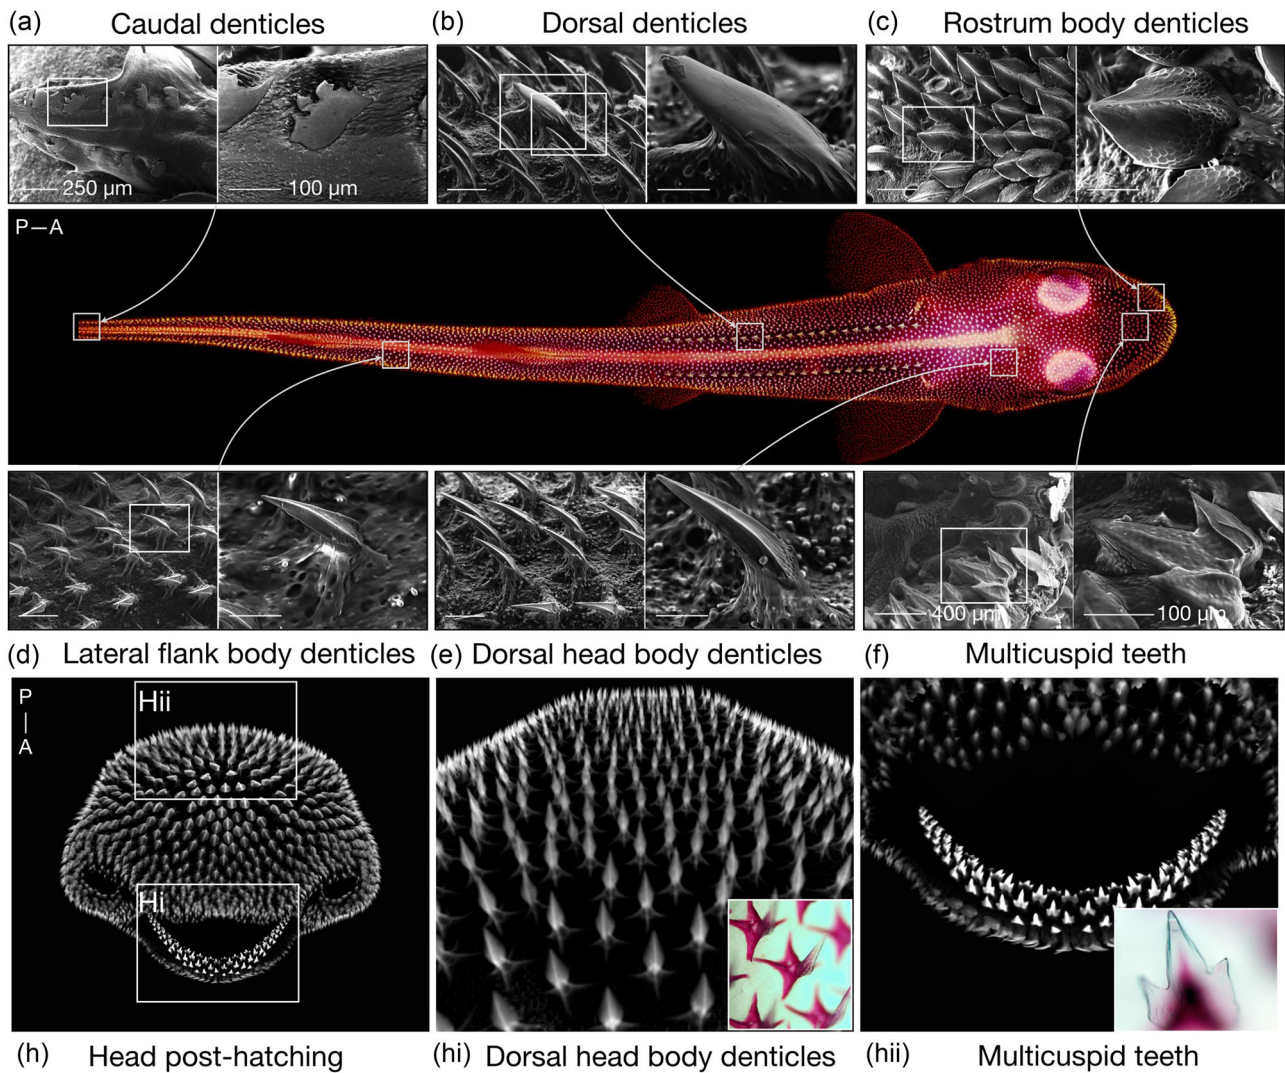 (a) Caudal denticles
(b) Dorsal denticles
(c) Rostrum body denticles
250 µm
100 µm
P—A
400 µm
100 µm
(d) Lateral flank body denticles
(e) Dorsal head body denticles
(f) Multicuspid teeth
P
A
Hii
Hi
(h) Head post-hatching
(hi) Dorsal head body denticles
(hii) Multicuspid teeth